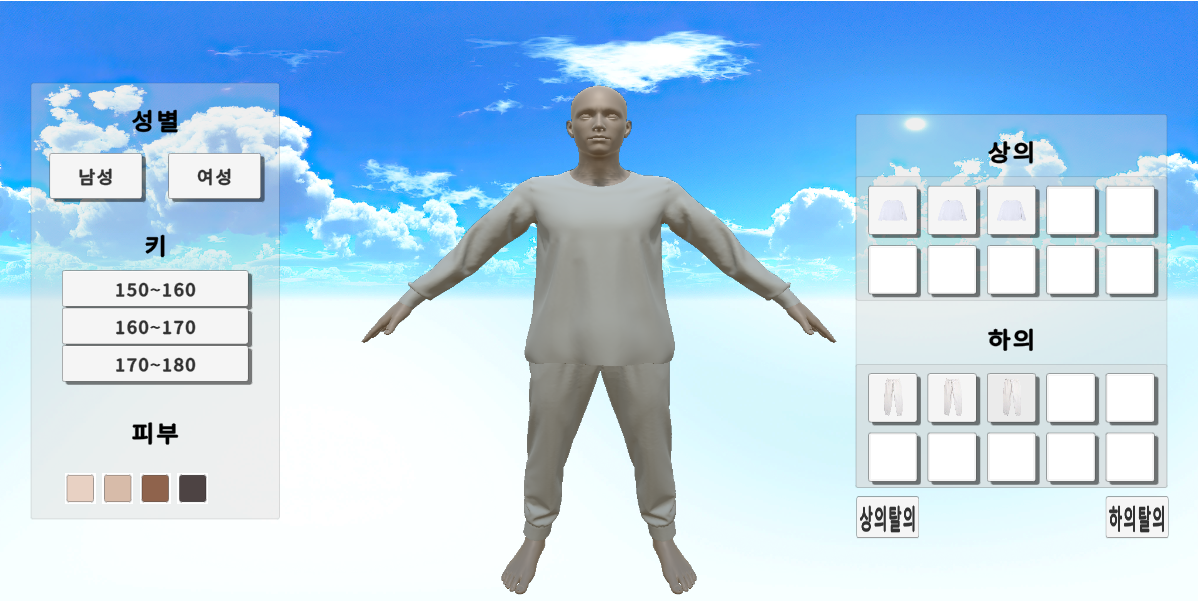 성별
남성 여성
키
150~160
160~170
170~180
피부
상의
하의
상의탈의 하의탈의